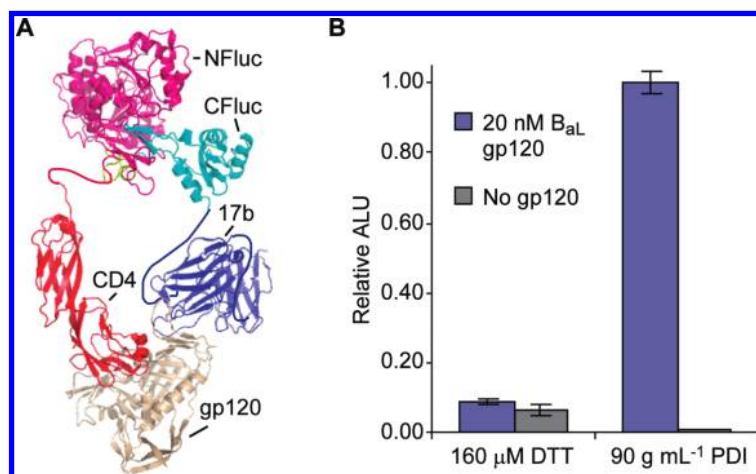 A
NFluc
CFluc
17b
CD4
gp120
B
1.00
0.80
0.60
0.40
0.20
0.00
Relative ALU
20 nM BaL
gp120
No gp120
160 µM DTT
90 g mL⁻¹ PDI